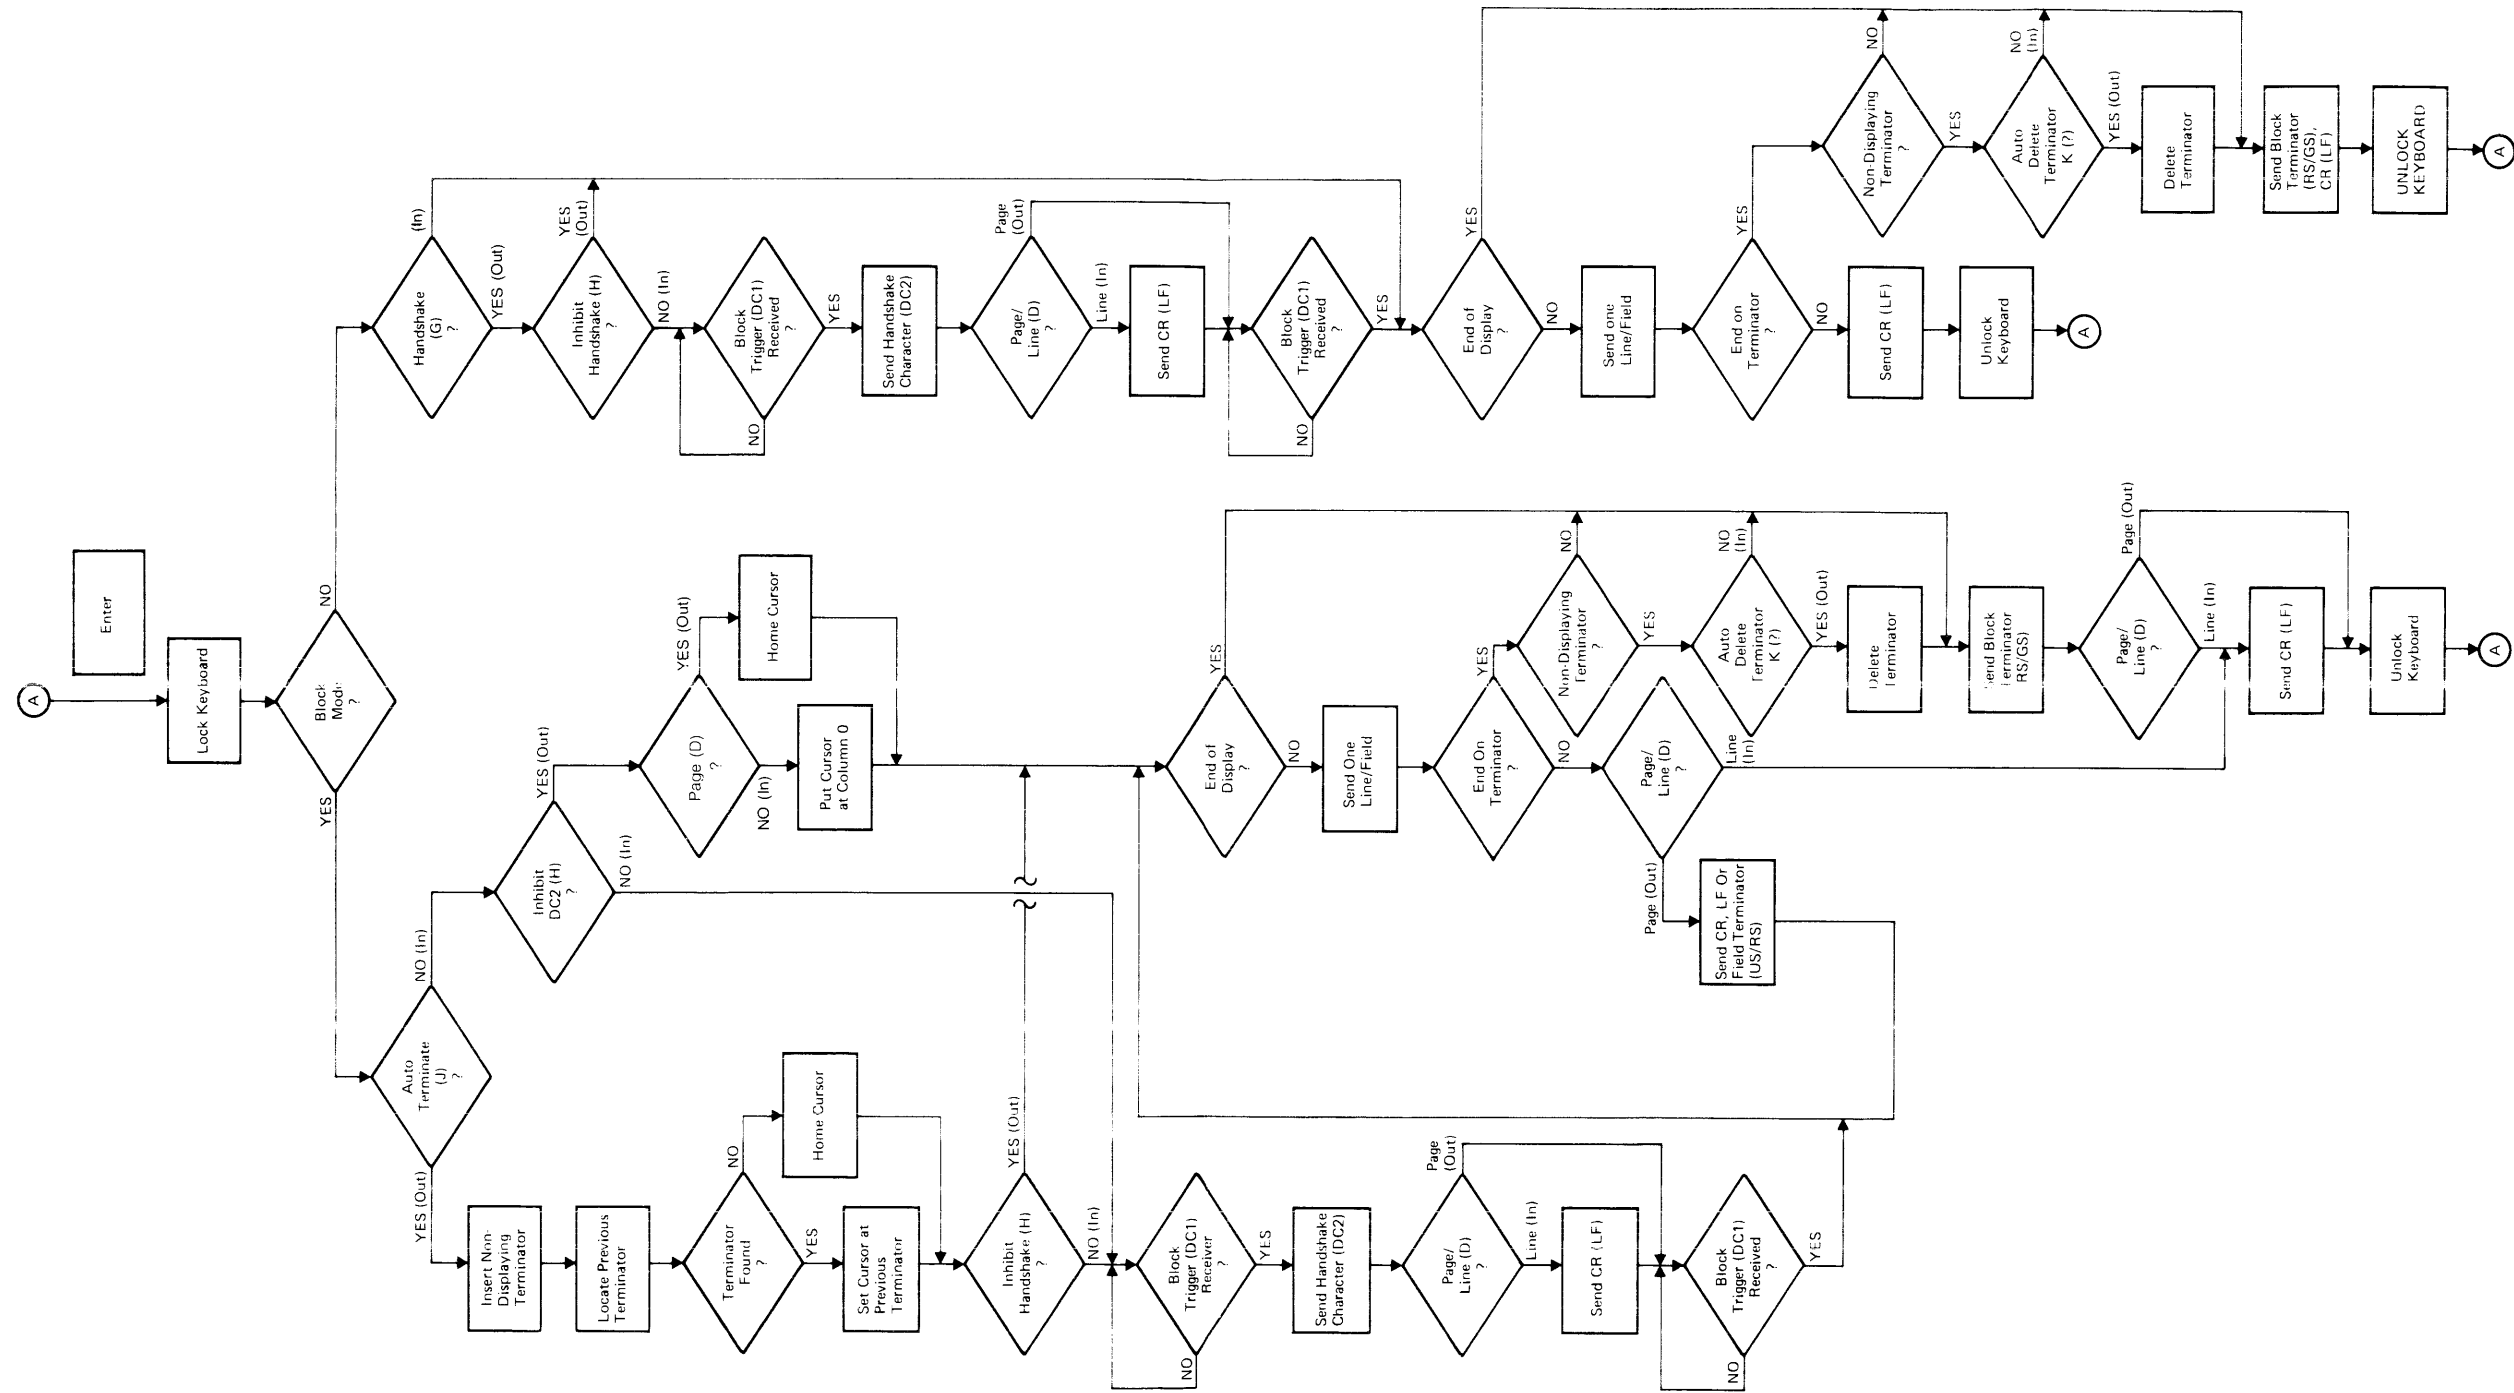 A
Enter
Lock Keyboard
Block
Mode
?
YES
NO
Auto
Terminate
(J)
?
YES (Out)
NO (In)
Insert Non-
Displaying
Terminator
Locate Previous
Terminator
Terminator
Found
?
NO
YES
Home Cursor
Set Cursor at
Previous
Terminator
Inhibit
Handshake (H)
?
YES (Out)
NO (In)
Block
Trigger (DC1)
Receiver
?
NO
YES
Send Handshake
Character (DC2)
Page/
Line (D)
?
Page
(Out)
Line (In)
Send CR (LF)
Block
Trigger (DC1)
Received
?
NO
YES
Inhibit
DC2 (H)
?
YES (Out)
NO (In)
Page (D)
?
YES (Out)
NO (In)
Home Cursor
Put Cursor
at Column 0
End of
Display
?
YES
NO
Send One
Line/Field
End On
Terminator
?
YES
NO
Page/
Line (D)
?
Page (Out)
Line
(In)
Send CR, LF Or
Field Terminator
(US/RS)
Non-Displaying
Terminator
?
NO
YES
Auto
Delete
Terminator
K (?)
NO
(In)
YES (Out)
Delete
Terminator
Send Block
Terminator
RS/GS)
Page/
Line (D)
?
Page (Out)
Line (In)
Send CR (LF)
Unlock
Keyboard
A
Handshake
(G)
?
(In)
YES (Out)
Inhibit
Handshake (H)
?
YES
(Out)
NO (In)
Block
Trigger (DC1)
Received
?
NO
YES
Send Handshake
Character (DC2)
Page/
Line (D)
?
Page
(Out)
Line (In)
Send CR (LF)
Block
Trigger (DC1)
Received
?
NO
YES
End of
Display
?
YES
NO
Send one
Line/Field
End on
Terminator
?
YES
NO
Send CR (LF)
Unlock
Keyboard
A
Non-Displaying
Terminator
?
NO
YES
Auto
Delete
Terminator
K (?)
NO
(In)
YES (Out)
Delete
Terminator
Send Block
Terminator
(RS/GS),
CR (LF)
UNLOCK
KEYBOARD
A